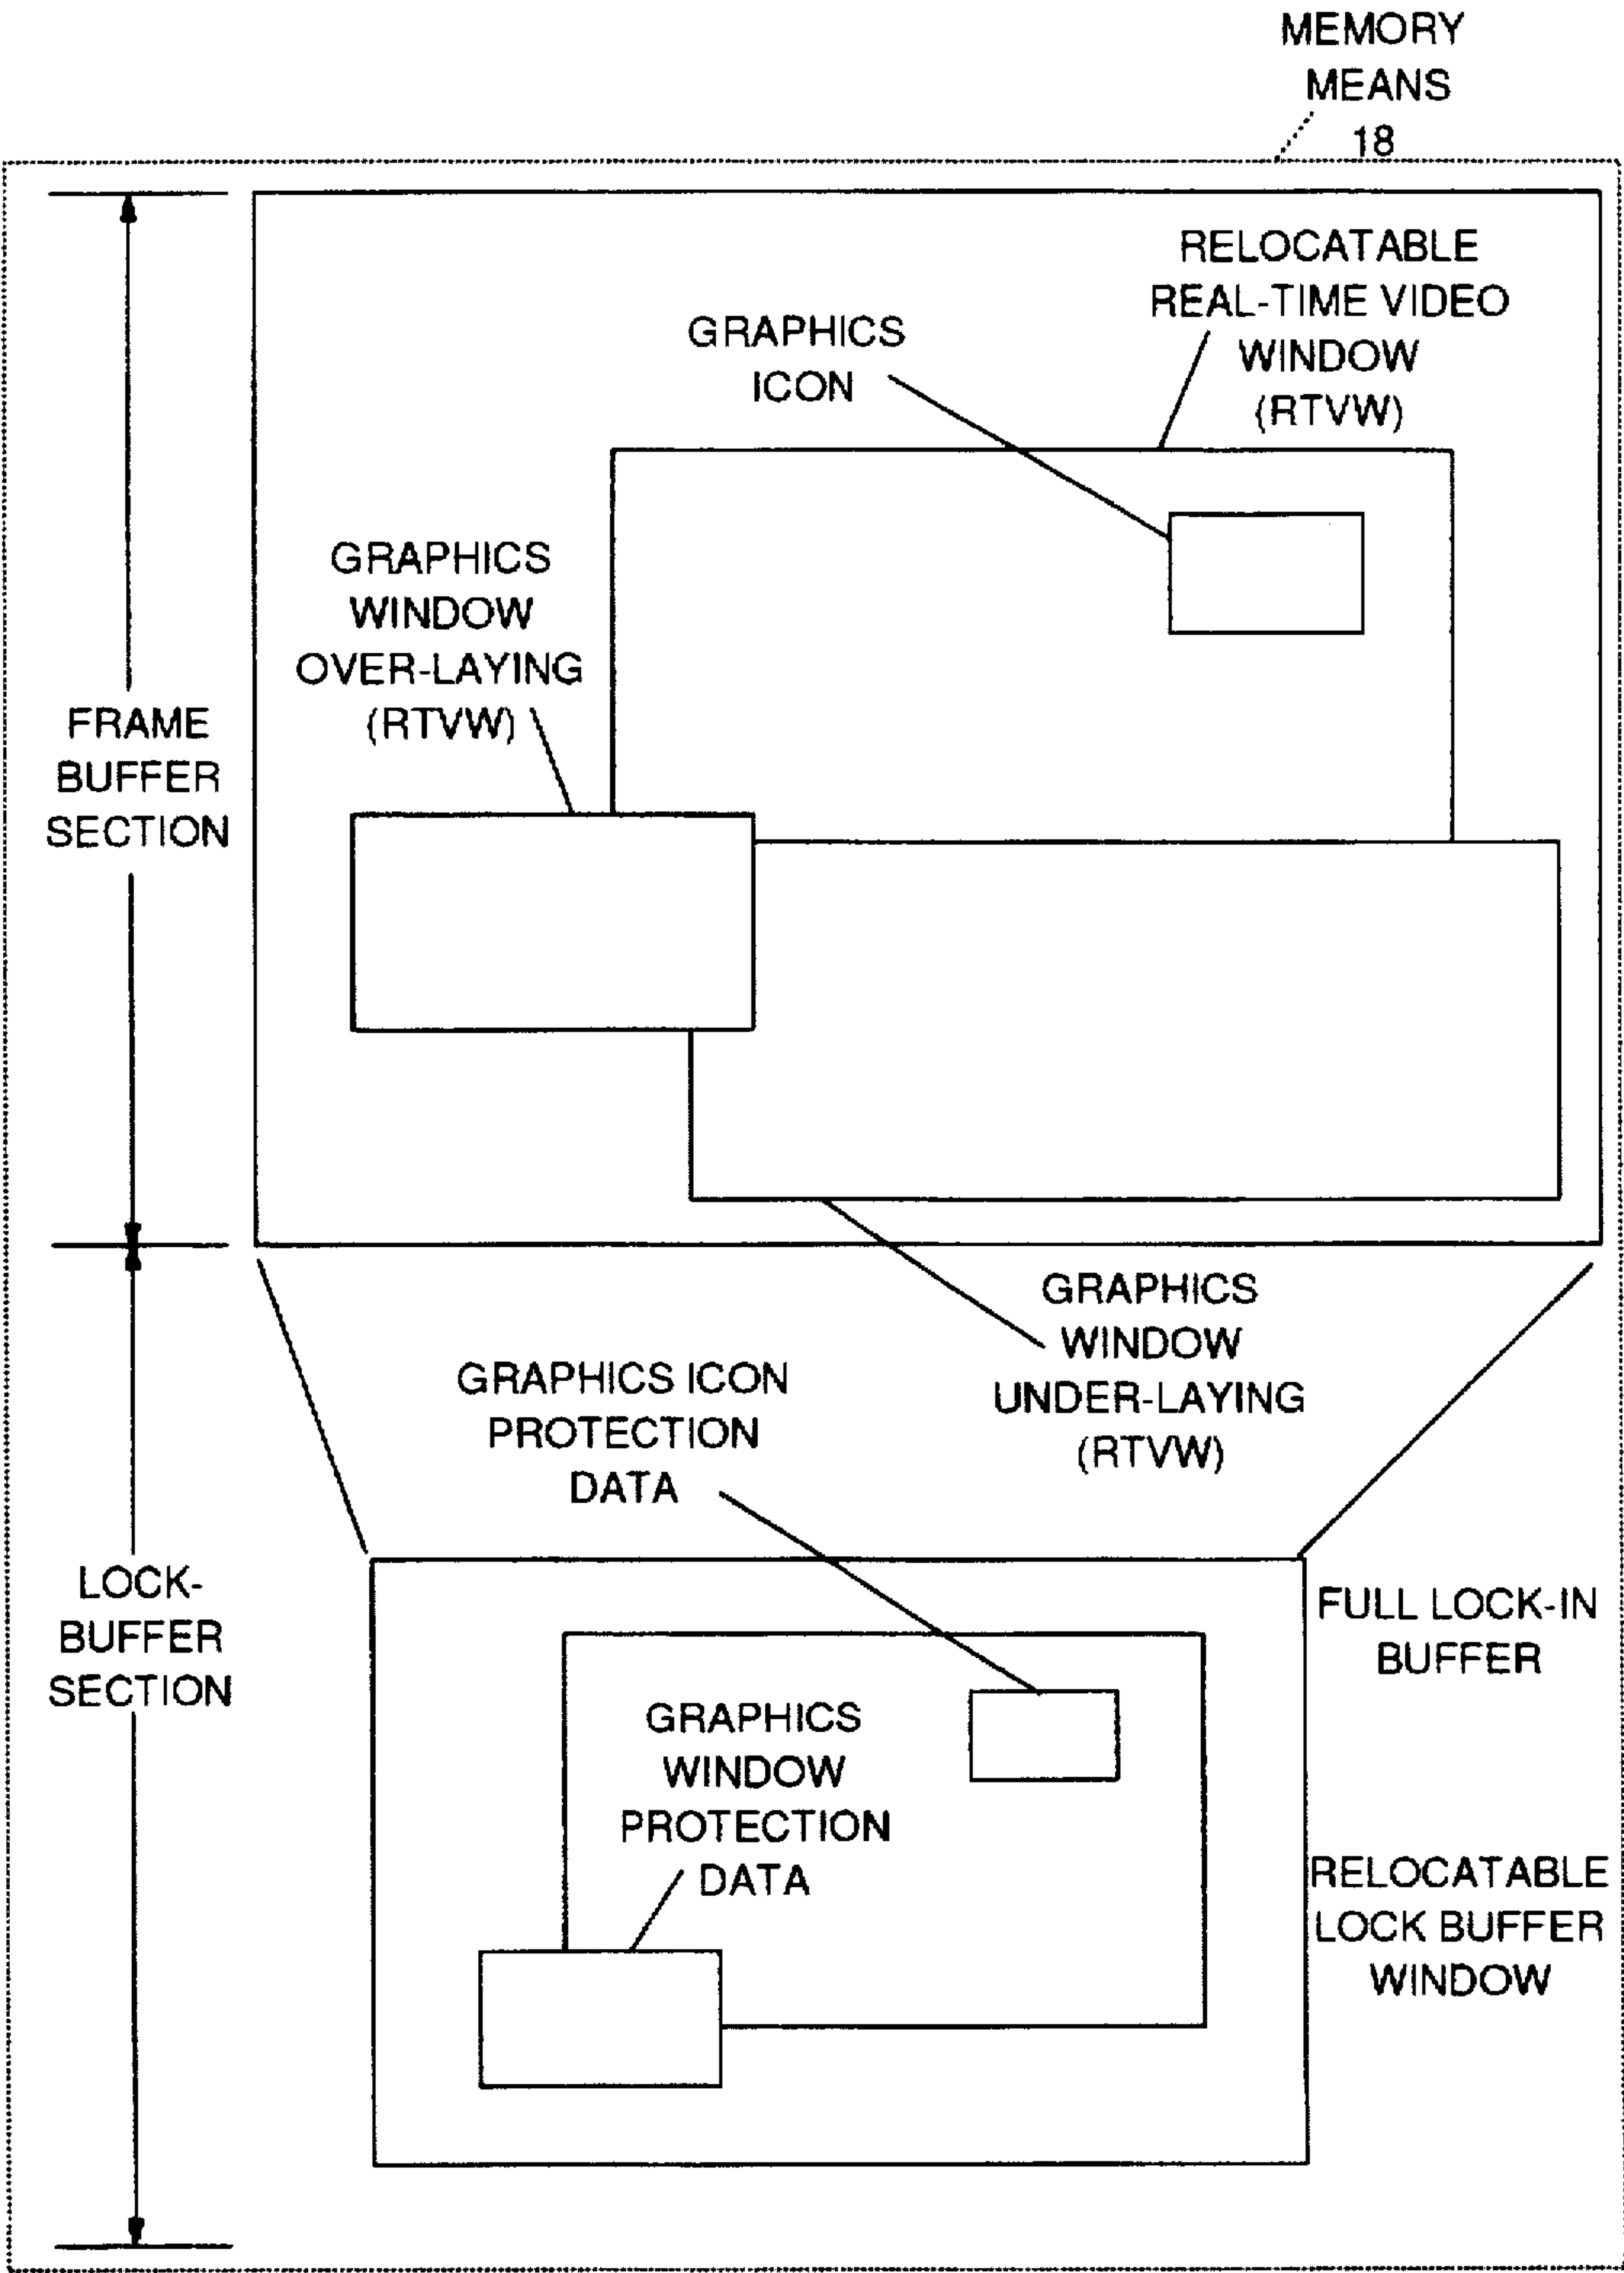 MEMORY
MEANS
18
RELOCATABLE
REAL-TIME VIDEO
WINDOW
(RTVW)
GRAPHICS
ICON
GRAPHICS
WINDOW
OVER-LAYING
(RTVW)
FRAME
BUFFER
SECTION
GRAPHICS
WINDOW
UNDER-LAYING
(RTVW)
GRAPHICS ICON
PROTECTION
DATA
LOCK-
BUFFER
SECTION
FULL LOCK-IN
BUFFER
GRAPHICS
WINDOW
PROTECTION
DATA
RELOCATABLE
LOCK BUFFER
WINDOW